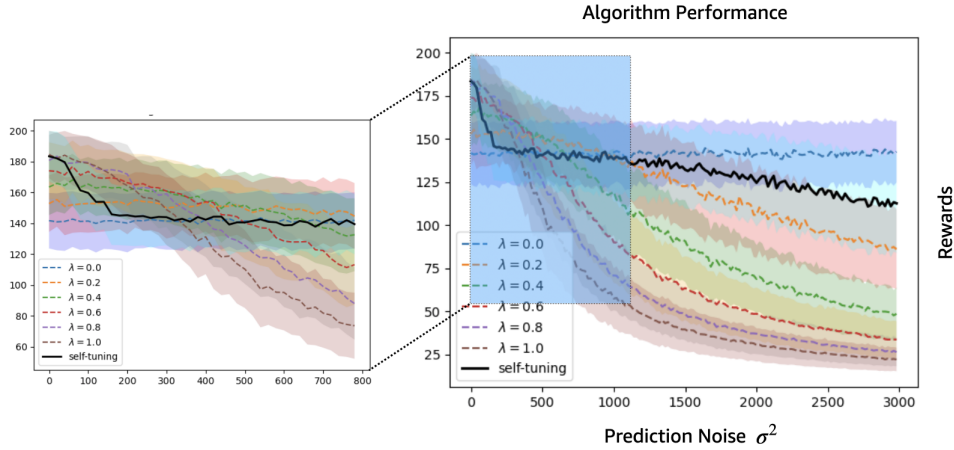 Algorithm Performance
200
180
160
140
120
100
80
60
0 100 200 300 400 500 600 700 800
λ = 0.0
λ = 0.2
λ = 0.4
λ = 0.6
λ = 0.8
λ = 1.0
self-tuning
200
175
150
125
100
75
50
25
0 500 1000 1500 2000 2500 3000
λ = 0.0
λ = 0.2
λ = 0.4
λ = 0.6
λ = 0.8
λ = 1.0
self-tuning
Prediction Noise σ²
Rewards